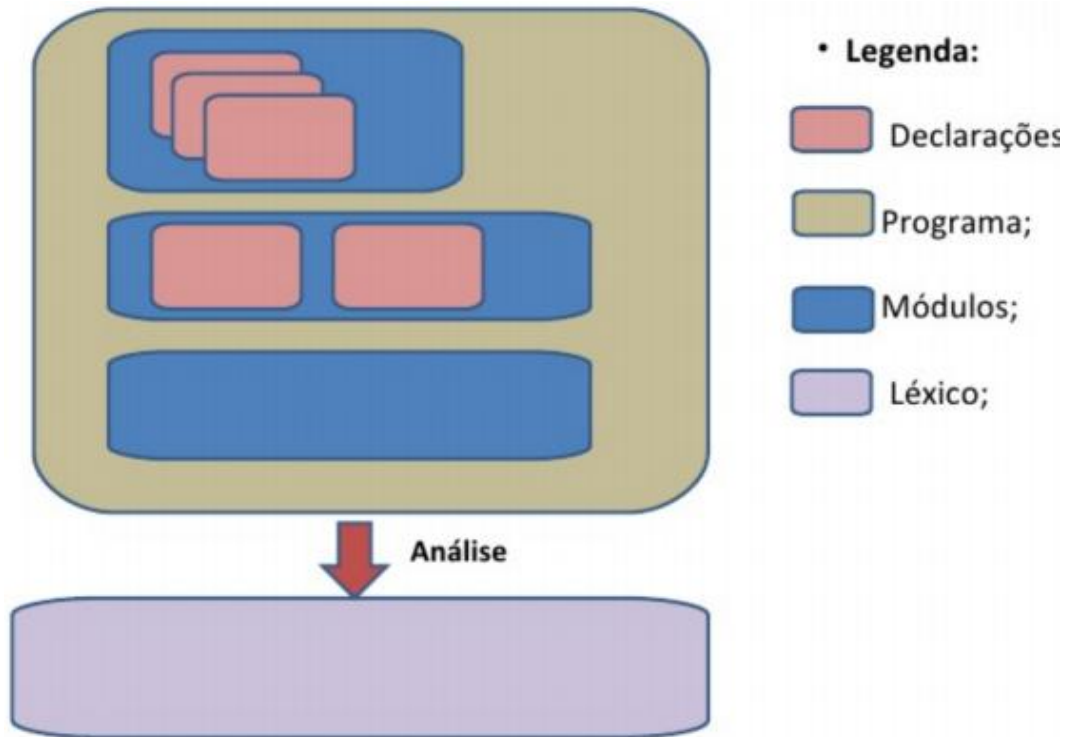 • Legenda:
Declarações
Programa;
Módulos;
Léxico;
Análise